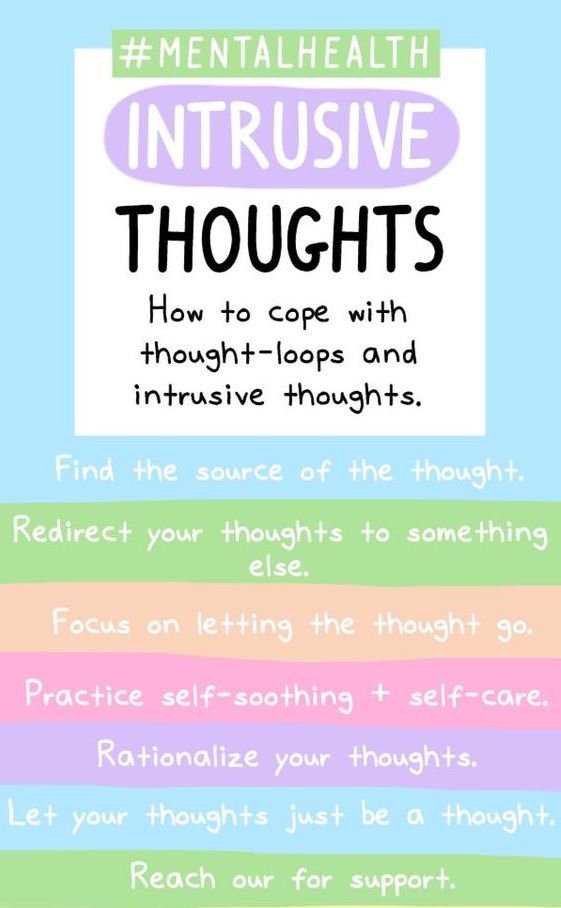 #MENTALHEALTH
INTRUSIVE
THOUGHTS
How to cope with
thought-loops and
intrusive thoughts.
Find the source of the thought.
Redirect your thoughts to something
else.
Focus on letting the thought go.
Practice self-soothing + self-care.
Rationalize your thoughts.
Let your thoughts just be a thought.
Reach our for support.